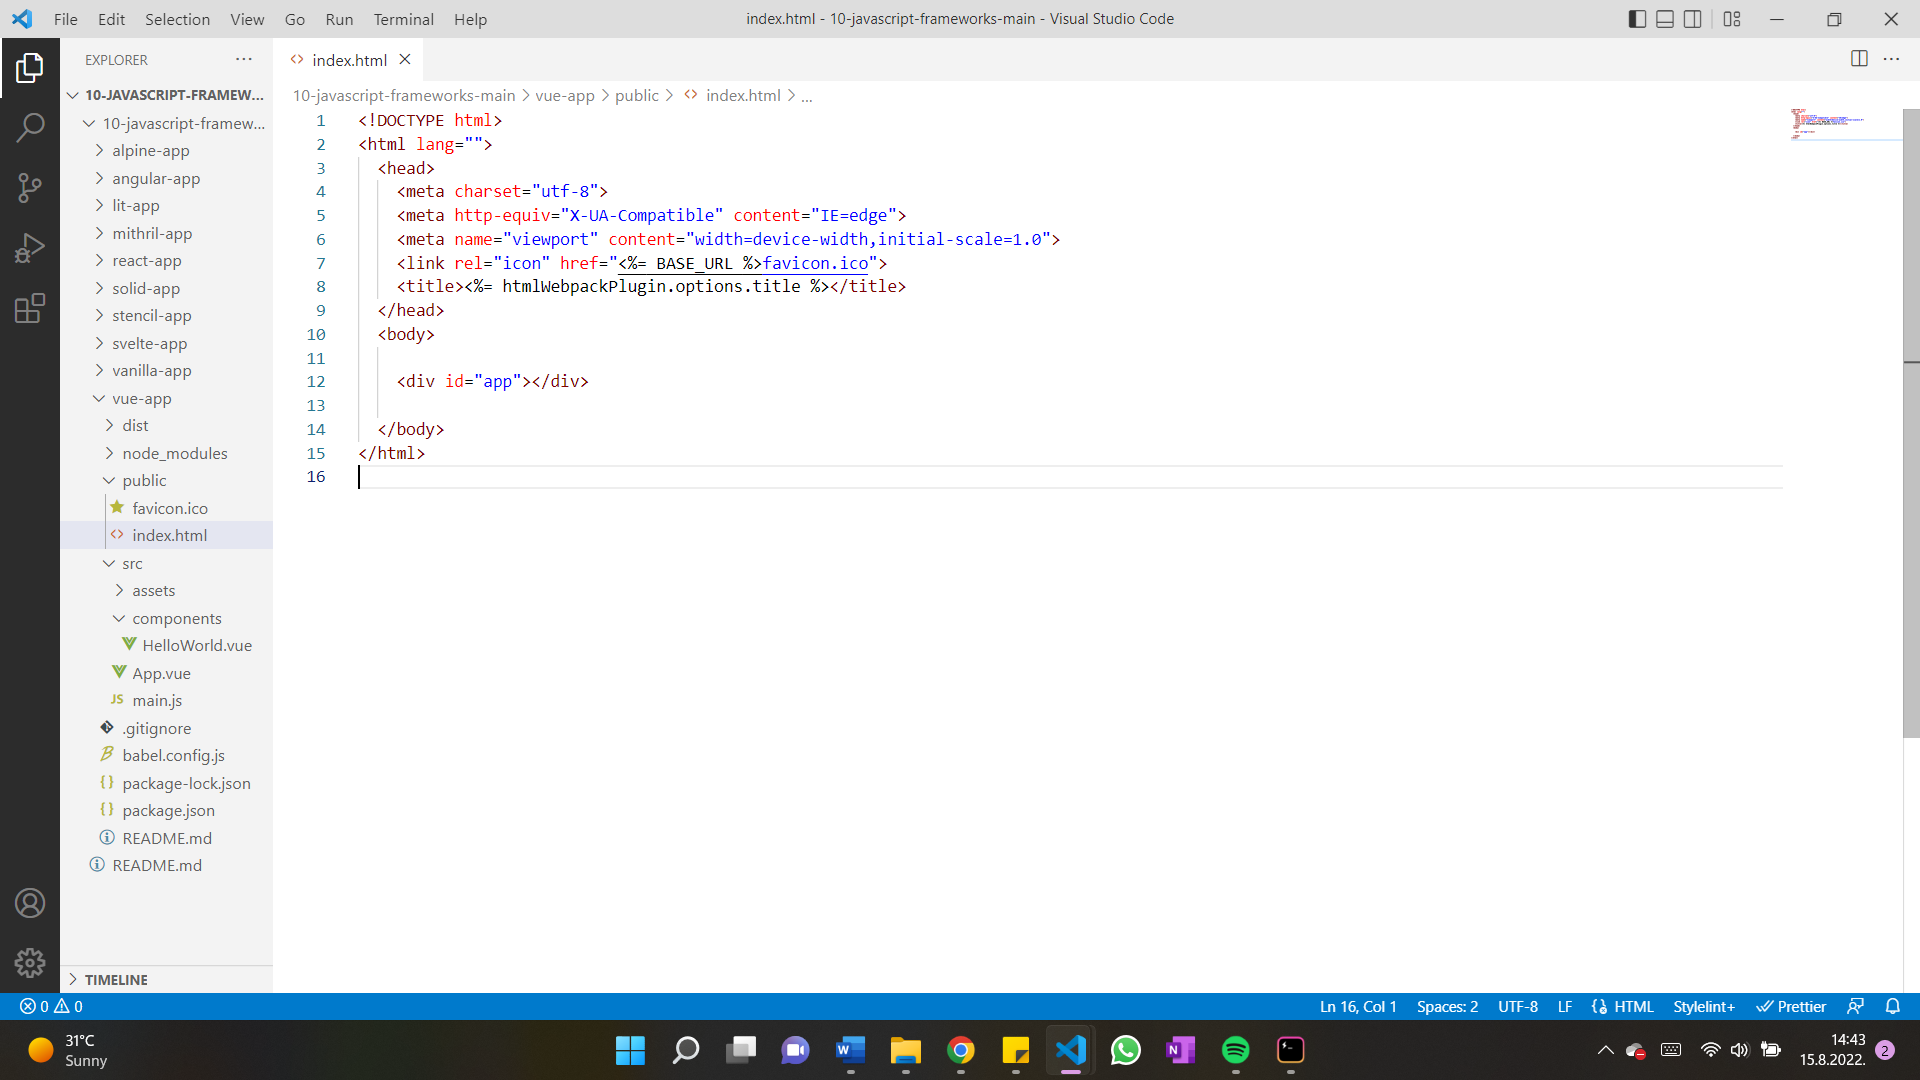 File Edit Selection View Go Run Terminal Help
index.html - 10-javascript-frameworks-main - Visual Studio Code
EXPLORER
10-JAVASCRIPT-FRAMEW...
10-javascript-framew...
alpine-app
angular-app
lit-app
mithril-app
react-app
solid-app
stencil-app
svelte-app
vanilla-app
vue-app
dist
node_modules
public
favicon.ico
index.html
src
assets
components
HelloWorld.vue
App.vue
JS main.js
.gitignore
babel.config.js
{} package-lock.json
{} package.json
README.md
README.md
TIMELINE
<> index.html
10-javascript-frameworks-main > vue-app > public > <> index.html > ...
1 <!DOCTYPE html>
2 <html lang="">
3 <head>
4 <meta charset="utf-8">
5 <meta http-equiv="X-UA-Compatible" content="IE=edge">
6 <meta name="viewport" content="width=device-width,initial-scale=1.0">
7 <link rel="icon" href="<%= BASE_URL %>favicon.ico">
8 <title><%= htmlWebpackPlugin.options.title %></title>
9 </head>
10 <body>
11
12 <div id="app"></div>
13
14 </body>
15 </html>
16
0 0
Ln 16, Col 1 Spaces: 2 UTF-8 LF HTML Stylelint+ Prettier
31°C
Sunny
14:43
15.8.2022.
2